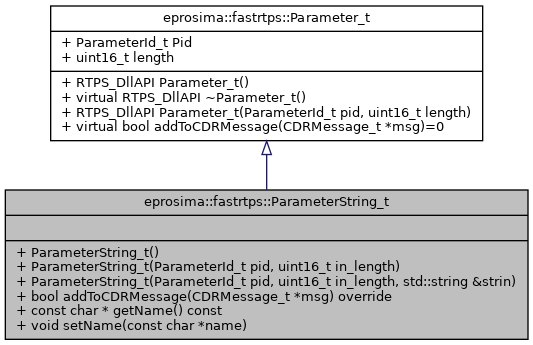 eprosima::fastrtps::Parameter_t
+ ParameterId_t Pid
+ uint16_t length
+ RTPS_DllAPI Parameter_t()
+ virtual RTPS_DllAPI ~Parameter_t()
+ RTPS_DllAPI Parameter_t(ParameterId_t pid, uint16_t length)
+ virtual bool addToCDRMessage(CDRMessage_t *msg)=0
eprosima::fastrtps::ParameterString_t
+ ParameterString_t()
+ ParameterString_t(ParameterId_t pid, uint16_t in_length)
+ ParameterString_t(ParameterId_t pid, uint16_t in_length, std::string &strin)
+ bool addToCDRMessage(CDRMessage_t *msg) override
+ const char * getName() const
+ void setName(const char *name)